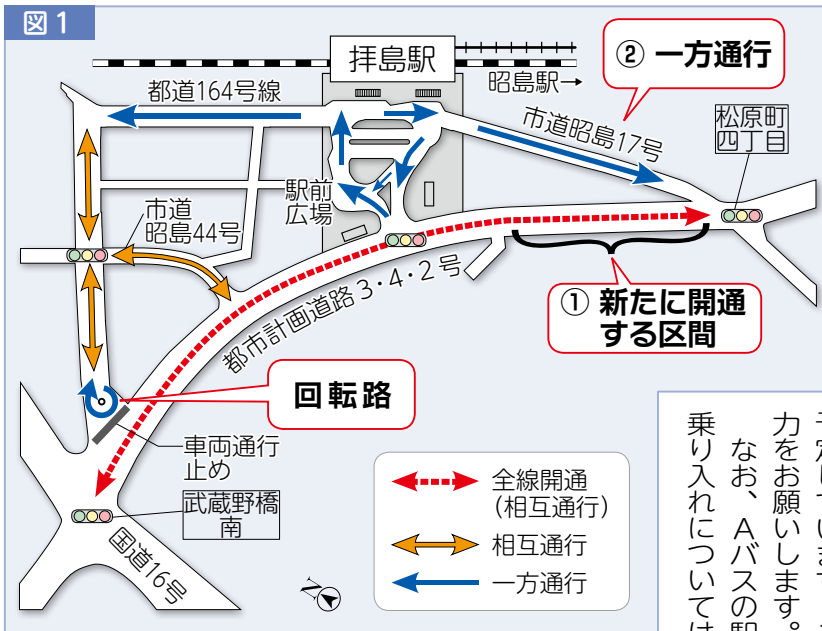 図1
拝島駅
昭島駅→
② 一方通行
都道164号線
市道昭島17号
松原町
四丁目
駅前
広場
市道
昭島44号
都市計画道路3・4・2号
① 新たに開通
する区間
回転路
車両通行
止め
武蔵野橋
南
国道16号
全線開通
(相互通行)
相互通行
一方通行
N
力をお願いします。
なお、Aバスの駅
乗り入れについては